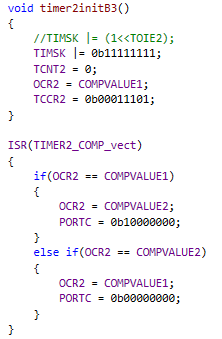 void timer2initB3()
{
    //TIMSK |= (1<<TOIE2);
    TIMSK |= 0b11111111;
    TCNT2 = 0;
    OCR2 = COMPVALUE1;
    TCCR2 = 0b00011101;
}
ISR(TIMER2_COMP_vect)
{
    if(OCR2 == COMPVALUE1)
    {
        OCR2 = COMPVALUE2;
        PORTC = 0b10000000;
    }
    else if(OCR2 == COMPVALUE2)
    {
        OCR2 = COMPVALUE1;
        PORTC = 0b00000000;
    }
}